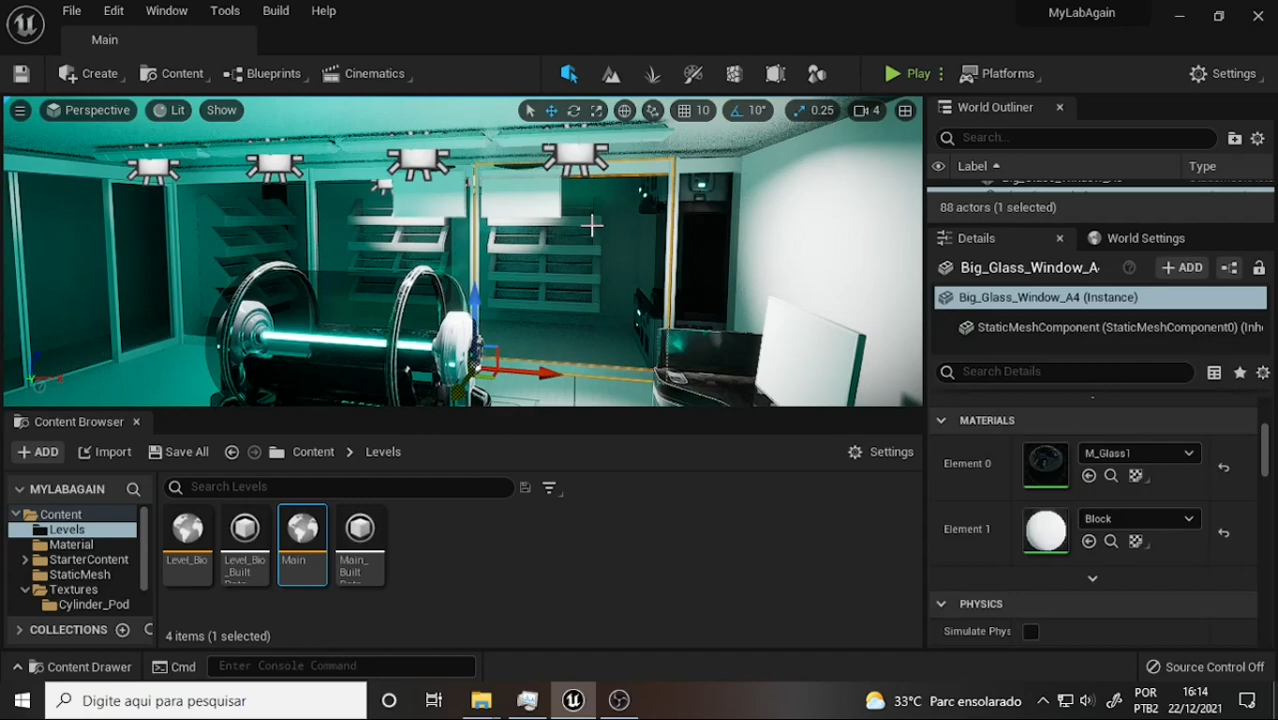 File Edit Window Tools Build Help
MyLabAgain
Main
Create Content Blueprints Cinematics Play Platforms Settings
Perspective Lit Show 10 10° 0.25 4
World Outliner
Search...
Label Type
88 actors (1 selected)
Details World Settings
Big_Glass_Window_A ADD
Big_Glass_Window_A4 (Instance)
StaticMeshComponent (StaticMeshComponent0) (Inh
Search Details
MATERIALS
Element 0 M_Glass1
Element 1 Block
PHYSICS
Simulate Phys
Content Browser
ADD Import Save All Content Levels Settings
MYLABAGAIN
Search Levels
Content
Levels
Material
StarterContent
StaticMesh
Textures
Cylinder_Pod
COLLECTIONS
Level_Bio
Level_Bio
_Built
Main
Main_
Built
4 items (1 selected)
Content Drawer Cmd Enter Console Command Source Control Off
Digite aqui para pesquisar
33°C Parc ensolarado
POR
PTB2
16:14
22/12/2021